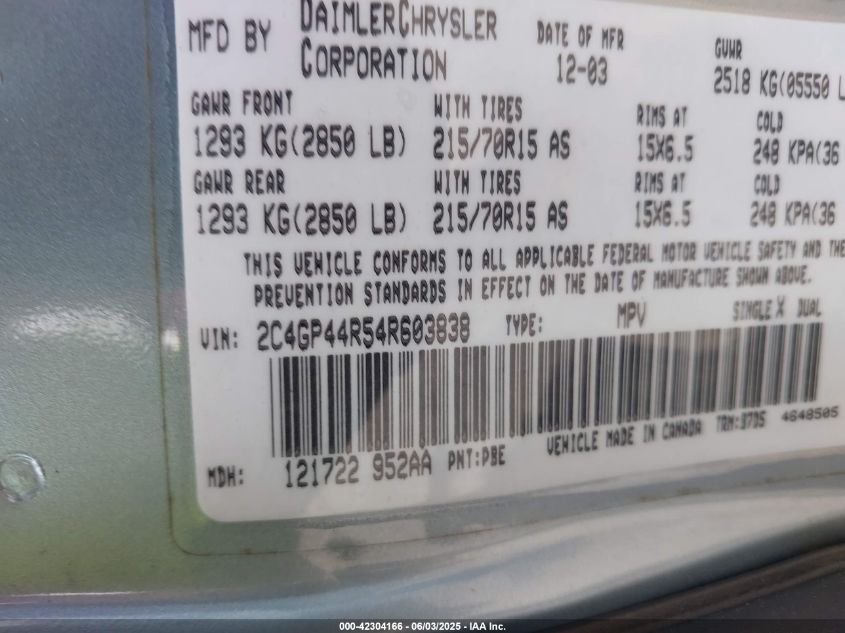 MFD BY DAIMLERCHRYSLER CORPORATION DATE OF MFR 12-03 GVWR 2518 KG(05550 L
GAWR FRONT WITH TIRES RIMS AT COLD
1293 KG(2850 LB) 215/70R15 AS 15X6.5 248 KPA(36
GAWR REAR WITH TIRES RIMS AT COLD
1293 KG(2850 LB) 215/70R15 AS 15X6.5 248 KPA(36
THIS VEHICLE CONFORMS TO ALL APPLICABLE FEDERAL MOTOR VEHICLE SAFETY AND THE
PREVENTION STANDARDS IN EFFECT ON THE DATE OF MANUFACTURE SHOWN ABOVE.
VIN: 2C4GP44R54R603838 TYPE: MPV SINGLE X DUAL
VEHICLE MADE IN CANADA 4648505
MDH: 121722 952AA PNT:PBE
000-42304166 - 06/03/2025 - IAA Inc.